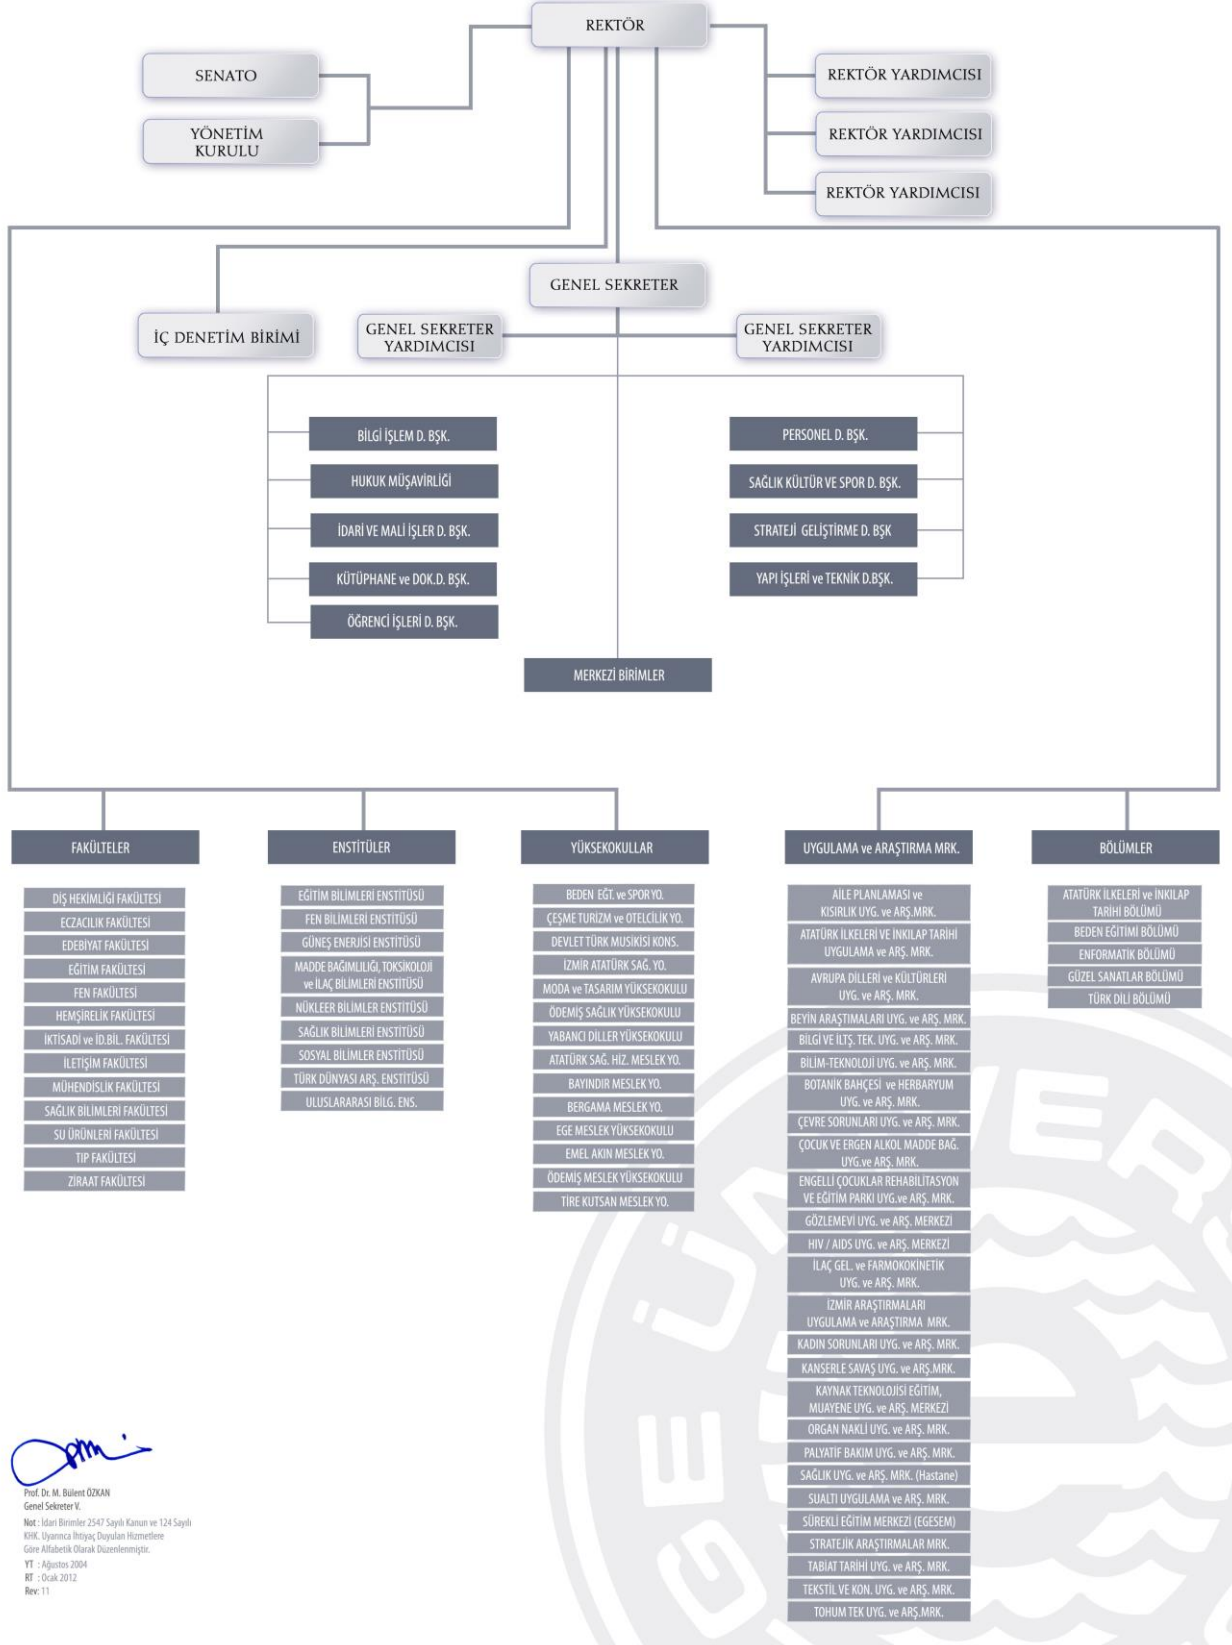 REKTÖR
SENATO
YÖNETİM
KURULU
REKTÖR YARDIMCISI
REKTÖR YARDIMCISI
REKTÖR YARDIMCISI
GENEL SEKRETER
İÇ DENETİM BİRİMİ
GENEL SEKRETER
YARDIMCISI
GENEL SEKRETER
YARDIMCISI
BİLGİ İŞLEM D. BŞK.
HUKUK MÜŞAVİRLİĞİ
İDARİ VE MALİ İŞLER D. BŞK.
KÜTÜPHANE ve DOK.D. BŞK.
ÖĞRENCİ İŞLERİ D. BŞK.
PERSONEL D. BŞK.
SAĞLIK KÜLTÜR VE SPOR D. BŞK.
STRATEJİ GELİŞTİRME D. BŞK
YAPI İŞLERİ ve TEKNİK D.BŞK.
MERKEZİ BİRİMLER
FAKÜLTELER
DİŞ HEKİMLİĞİ FAKÜLTESİ
ECZACILIK FAKÜLTESİ
EDEBİYAT FAKÜLTESİ
EĞİTİM FAKÜLTESİ
FEN FAKÜLTESİ
HEMŞİRELİK FAKÜLTESİ
İKTİSADİ ve İD.BİL. FAKÜLTESİ
İLETİŞİM FAKÜLTESİ
MÜHENDİSLİK FAKÜLTESİ
SAĞLIK BİLİMLERİ FAKÜLTESİ
SU ÜRÜNLERİ FAKÜLTESİ
TIP FAKÜLTESİ
ZİRAAT FAKÜLTESİ
ENSTİTÜLER
EĞİTİM BİLİMLERİ ENSTİTÜSÜ
FEN BİLİMLERİ ENSTİTÜSÜ
GÜNEŞ ENERJİSİ ENSTİTÜSÜ
MADDE BAĞIMLILIĞI, TOKSİKOLOJİ
ve İLAÇ BİLİMLERİ ENSTİTÜSÜ
NÜKLEER BİLİMLER ENSTİTÜSÜ
SAĞLIK BİLİMLERİ ENSTİTÜSÜ
SOSYAL BİLİMLER ENSTİTÜSÜ
TÜRK DÜNYASI ARŞ. ENSTİTÜSÜ
ULUSLARARASI BİLG. ENS.
YÜKSEKOKULLAR
BEDEN EĞT. ve SPOR YO.
ÇEŞME TURİZM ve OTELCİLİK YO.
DEVLET TÜRK MUSIKİSİ KONS.
İZMİR ATATÜRK SAĞ. YO.
MODA ve TASARIM YÜKSEKOKULU
ÖDEMİŞ SAĞLIK YÜKSEKOKULU
YABANCI DİLLER YÜKSEKOKULU
ATATÜRK SAĞ. HİZ. MESLEK YO.
BAYINDIR MESLEK YO.
BERGAMA MESLEK YO.
EGE MESLEK YÜKSEKOKULU
EMEL AKIN MESLEK YO.
ÖDEMİŞ MESLEK YÜKSEKOKULU
TİRE KUTSAN MESLEK YO.
UYGULAMA ve ARAŞTIRMA MRK.
AİLE PLANLAMASI ve
KISIRLIK UYG. ve ARŞ.MRK.
ATATÜRK İLKELERİ VE İNKILAP TARİHİ
UYGULAMA ve ARŞ. MRK.
AVRUPA DİLLERİ ve KÜLTÜRLERİ
UYG. ve ARŞ. MRK.
BEYİN ARAŞTIMALARI UYG. ve ARŞ. MRK.
BİLGİ VE İLTŞ. TEK. UYG. ve ARŞ. MRK.
BİLİM-TEKNOLOJİ UYG. ve ARŞ. MRK.
BOTANİK BAHÇESİ ve HERBARYUM
UYG. ve ARŞ. MRK.
ÇEVRE SORUNLARI UYG. ve ARŞ. MRK.
ÇOCUK VE ERGEN ALKOL MADDE BAĞ.
UYG.ve ARŞ. MRK.
ENGELLİ ÇOCUKLAR REHABİLİTASYON
VE EĞİTİM PARKI UYG.ve ARŞ. MRK.
GÖZLEMEVİ UYG. ve ARŞ. MERKEZİ
HIV / AIDS UYG. ve ARŞ. MERKEZİ
İLAÇ GEL. ve FARMOKOKİNETİK
UYG. ve ARŞ. MRK.
İZMİR ARAŞTIRMALARI
UYGULAMA ve ARAŞTIRMA MRK.
KADIN SORUNLARI UYG. ve ARŞ. MRK.
KANSERLE SAVAŞ UYG. ve ARŞ.MRK.
KAYNAK TEKNOLOJİSİ EĞİTİM,
MUAYENE UYG. ve ARŞ. MERKEZİ
ORGAN NAKLİ UYG. ve ARŞ. MRK.
PALYATİF BAKIM UYG. ve ARŞ. MRK.
SAĞLIK UYG. ve ARŞ. MRK. (Hastane)
SUALTI UYGULAMA ve ARŞ. MRK.
SÜREKLİ EĞİTİM MERKEZİ (EGESEM)
STRATEJİK ARAŞTIRMALAR MRK.
TABİAT TARİHİ UYG. ve ARŞ. MRK.
TEKSTİL VE KON. UYG. ve ARŞ. MRK.
TOHUM TEK UYG. ve ARŞ.MRK.
BÖLÜMLER
ATATÜRK İLKELERİ ve İNKILAP
TARİHİ BÖLÜMÜ
BEDEN EĞİTİMİ BÖLÜMÜ
ENFORMATİK BÖLÜMÜ
GÜZEL SANATLAR BÖLÜMÜ
TÜRK DİLİ BÖLÜMÜ
Prof. Dr. M. Bülent ÖZKAN
Genel Sekreter V.
Not : İdari Birimler 2547 Sayılı Kanun ve 124 Sayılı
KHK. Uyarınca İhtiyaç Duyulan Hizmetlere
Göre Alfabetik Olarak Düzenlenmiştir.
YT : Ağustos 2004
RT : Ocak 2012
Rev: 11
GE ÜNİVER